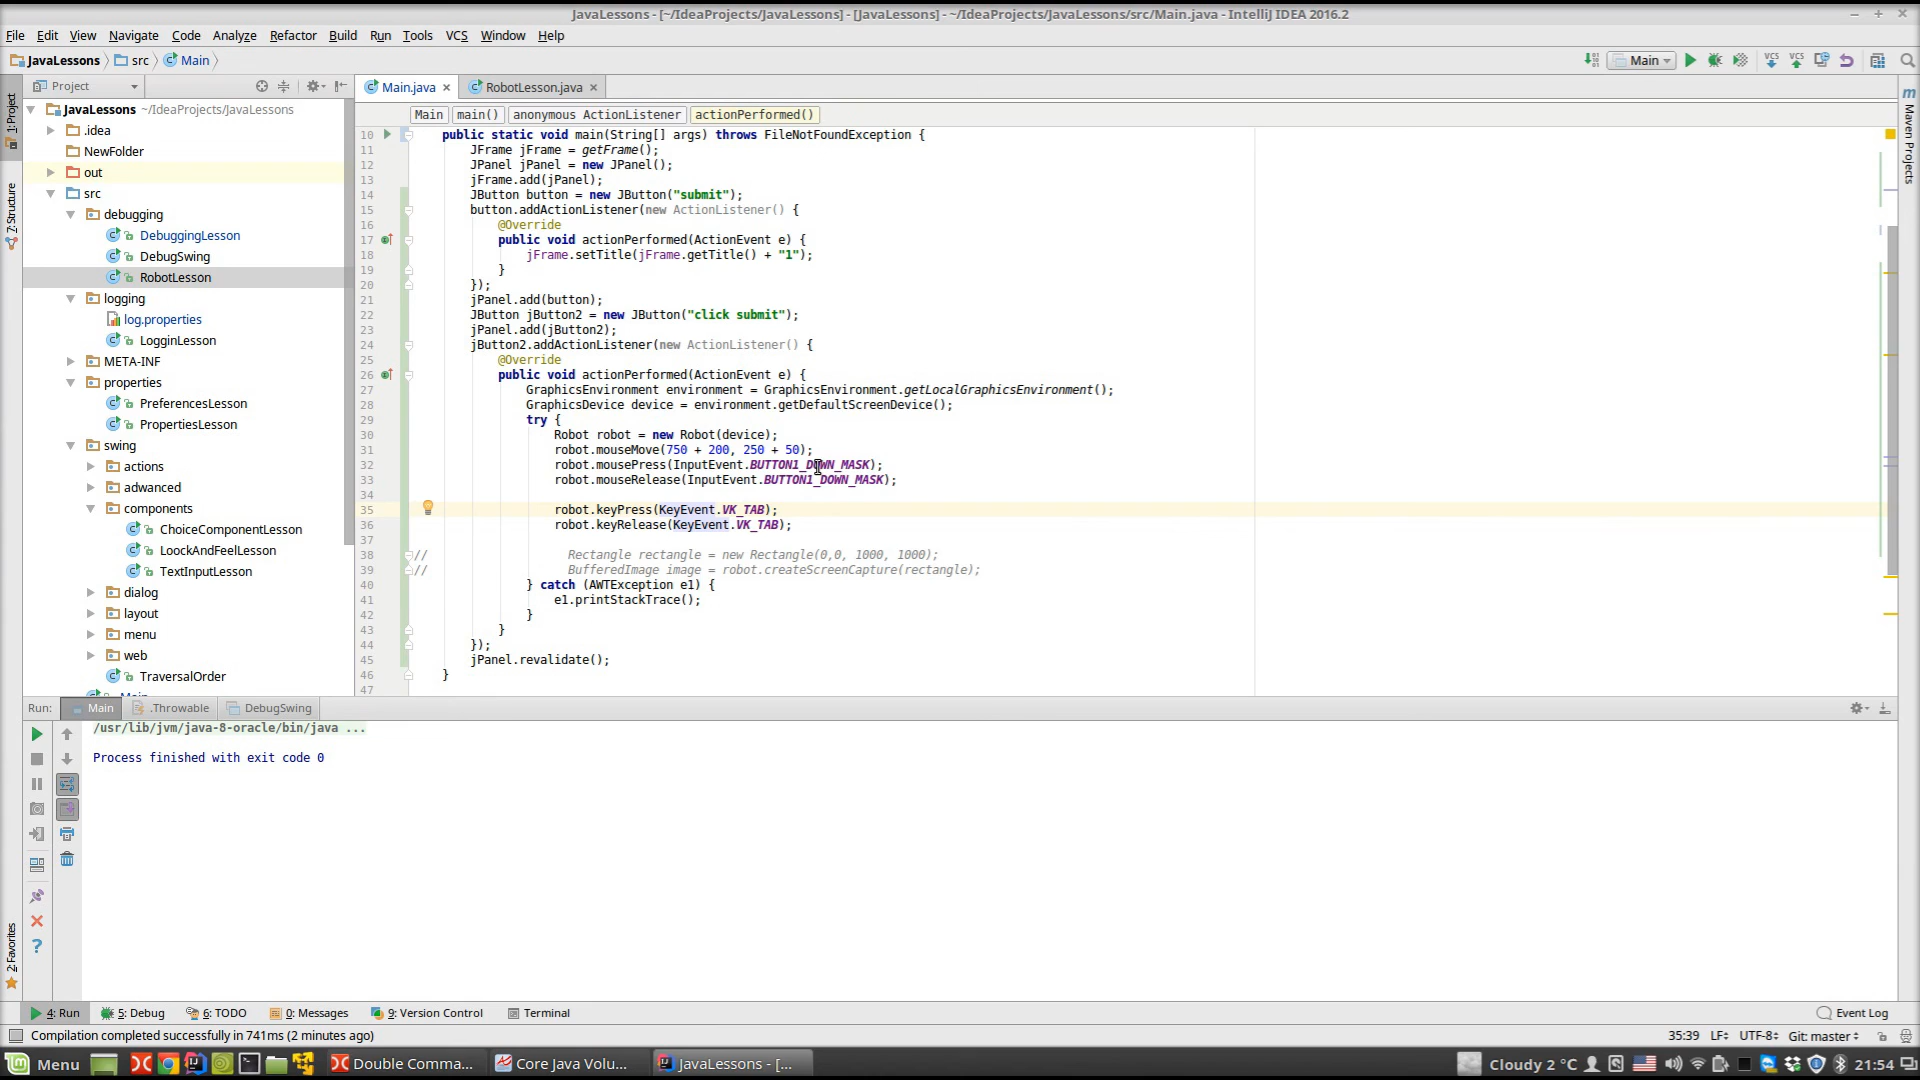 JavaLessons - [~/IdeaProjects/JavaLessons] - [JavaLessons] - ~/IdeaProjects/JavaLessons/src/Main.java - IntelliJ IDEA 2016.2
File Edit View Navigate Code Analyze Refactor Build Run Tools VCS Window Help
JavaLessons src Main
Main
Project
Main.java
RobotLesson.java
1: Project
7: Structure
2: Favorites
Maven Projects
JavaLessons ~/IdeaProjects/JavaLessons
.idea
NewFolder
out
src
debugging
DebuggingLesson
DebugSwing
RobotLesson
logging
log.properties
LogginLesson
META-INF
properties
PreferencesLesson
PropertiesLesson
swing
actions
adwanced
components
ChoiceComponentLesson
LoockAndFeelLesson
TextInputLesson
dialog
layout
menu
web
TraversalOrder
Main
Main main() anonymous ActionListener actionPerformed()
10 public static void main(String[] args) throws FileNotFoundException {
11 JFrame jFrame = getFrame();
12 JPanel jPanel = new JPanel();
13 jFrame.add(jPanel);
14 JButton button = new JButton("submit");
15 button.addActionListener(new ActionListener() {
16 @Override
17 public void actionPerformed(ActionEvent e) {
18 jFrame.setTitle(jFrame.getTitle() + "1");
19 }
20 });
21 jPanel.add(button);
22 JButton jButton2 = new JButton("click submit");
23 jPanel.add(jButton2);
24 jButton2.addActionListener(new ActionListener() {
25 @Override
26 public void actionPerformed(ActionEvent e) {
27 GraphicsEnvironment environment = GraphicsEnvironment.getLocalGraphicsEnvironment();
28 GraphicsDevice device = environment.getDefaultScreenDevice();
29 try {
30 Robot robot = new Robot(device);
31 robot.mouseMove(750 + 200, 250 + 50);
32 robot.mousePress(InputEvent.BUTTON1_DOWN_MASK);
33 robot.mouseRelease(InputEvent.BUTTON1_DOWN_MASK);
34
35 robot.keyPress(KeyEvent.VK_TAB);
36 robot.keyRelease(KeyEvent.VK_TAB);
37
38 // Rectangle rectangle = new Rectangle(0,0, 1000, 1000);
39 // BufferedImage image = robot.createScreenCapture(rectangle);
40 } catch (AWTException e1) {
41 e1.printStackTrace();
42 }
43 }
44 });
45 jPanel.revalidate();
46 }
47
Run: Main .Throwable DebugSwing
/usr/lib/jvm/java-8-oracle/bin/java ...
Process finished with exit code 0
4: Run 5: Debug 6: TODO 0: Messages 9: Version Control Terminal Event Log
Compilation completed successfully in 741ms (2 minutes ago) 35:39 LF÷ UTF-8÷ Git: master÷
Menu Double Comma... Core Java Volu... JavaLessons - [-... Cloudy 2 °C 21:54